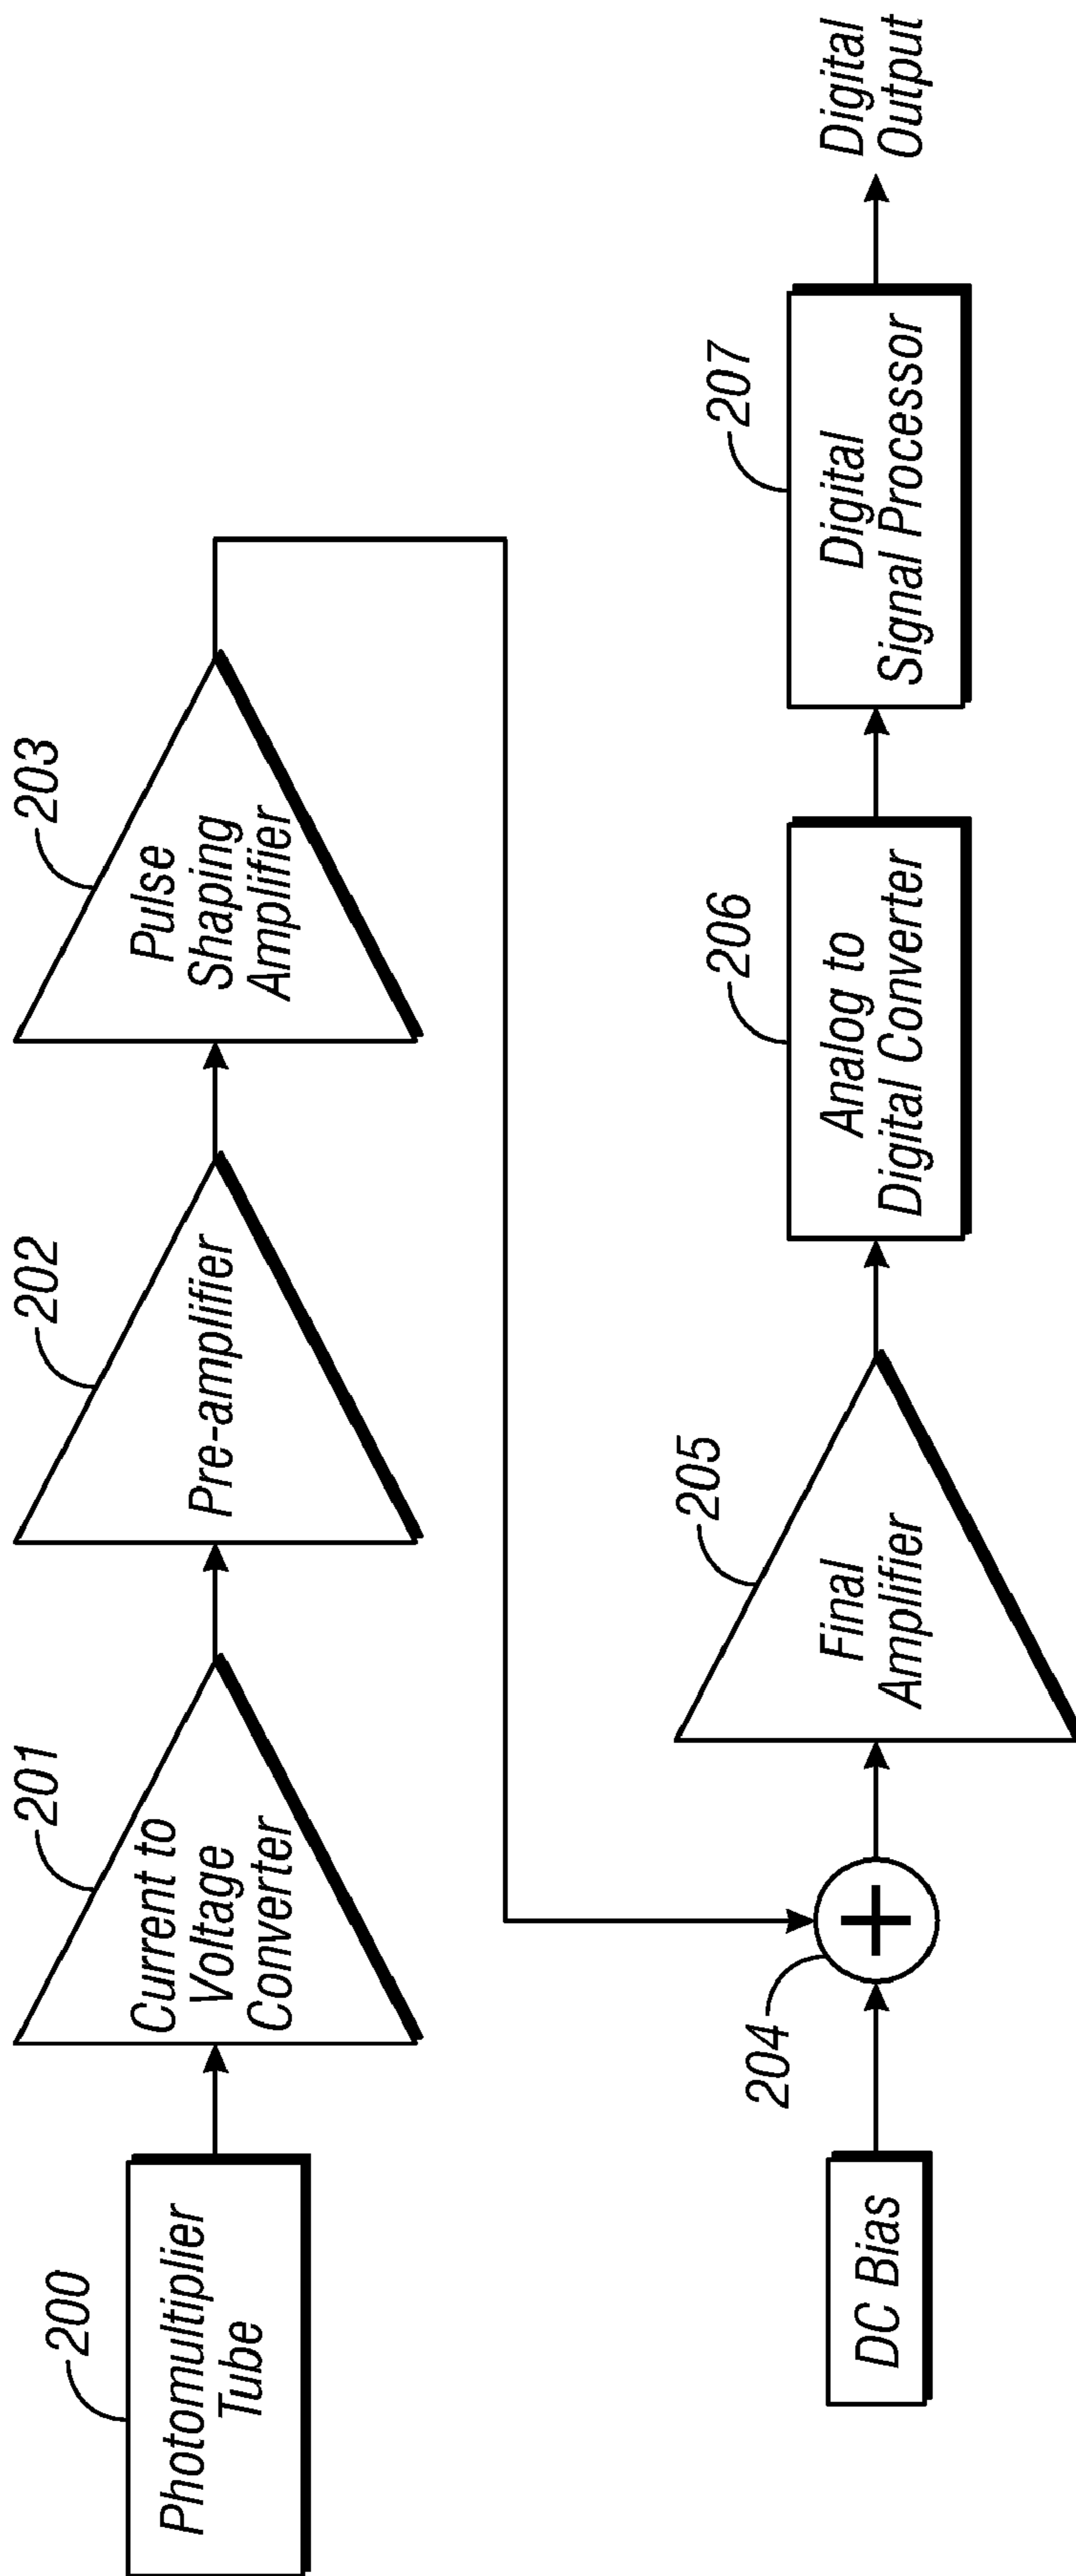 200
Photomultiplier
Tube
201
Current to
Voltage
Converter
202
Pre-amplifier
203
Pulse
Shaping
Amplifier
DC Bias
204
205
Final
Amplifier
206
Analog to
Digital Converter
207
Digital
Signal Processor
Digital
Output